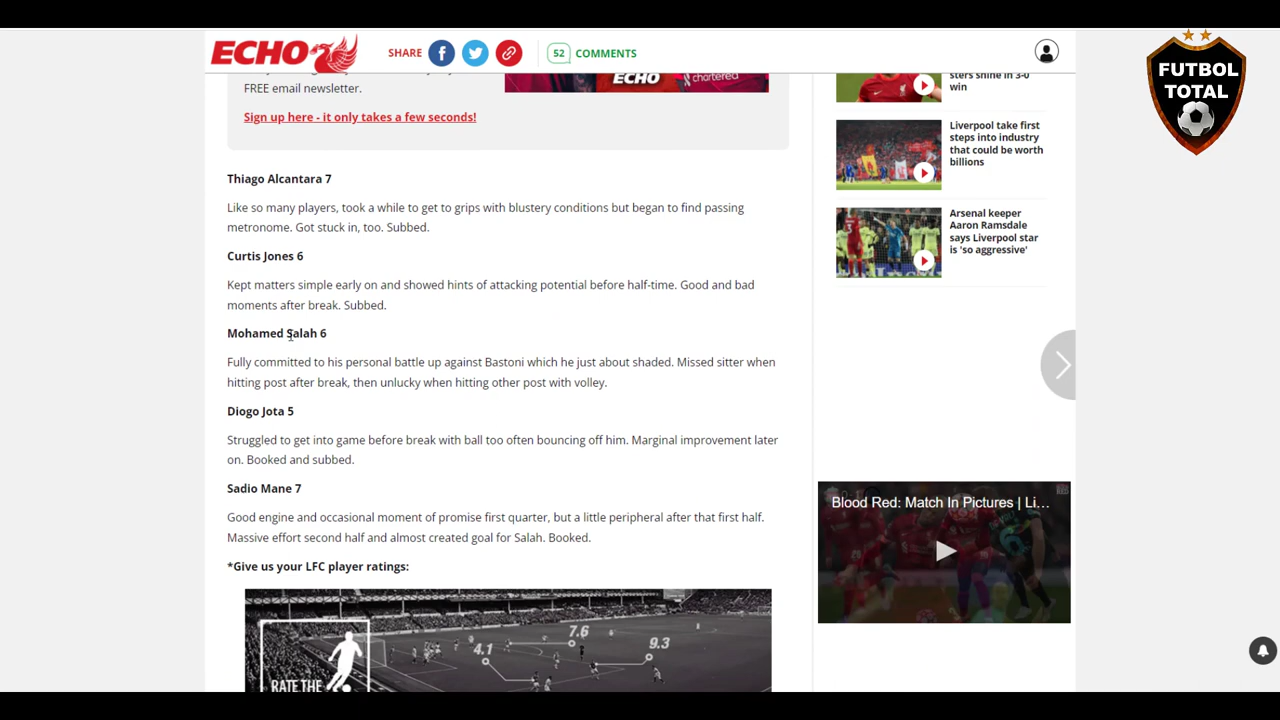 ECHO
SHARE
52 COMMENTS
FUTBOL
TOTAL
FREE email newsletter.
Sign up here - it only takes a few seconds!
ECHO
chartered
sters shine in 3-0
win
Liverpool take first
steps into industry
that could be worth
billions
Arsenal keeper
Aaron Ramsdale
says Liverpool star
is 'so aggressive'
Thiago Alcantara 7
Like so many players, took a while to get to grips with blustery conditions but began to find passing
metronome. Got stuck in, too. Subbed.
Curtis Jones 6
Kept matters simple early on and showed hints of attacking potential before half-time. Good and bad
moments after break. Subbed.
Mohamed Salah 6
Fully committed to his personal battle up against Bastoni which he just about shaded. Missed sitter when
hitting post after break, then unlucky when hitting other post with volley.
Diogo Jota 5
Struggled to get into game before break with ball too often bouncing off him. Marginal improvement later
on. Booked and subbed.
Sadio Mane 7
Good engine and occasional moment of promise first quarter, but a little peripheral after that first half.
Massive effort second half and almost created goal for Salah. Booked.
*Give us your LFC player ratings:
4.1
7.6
9.3
RATE THE
Blood Red: Match In Pictures | Li...